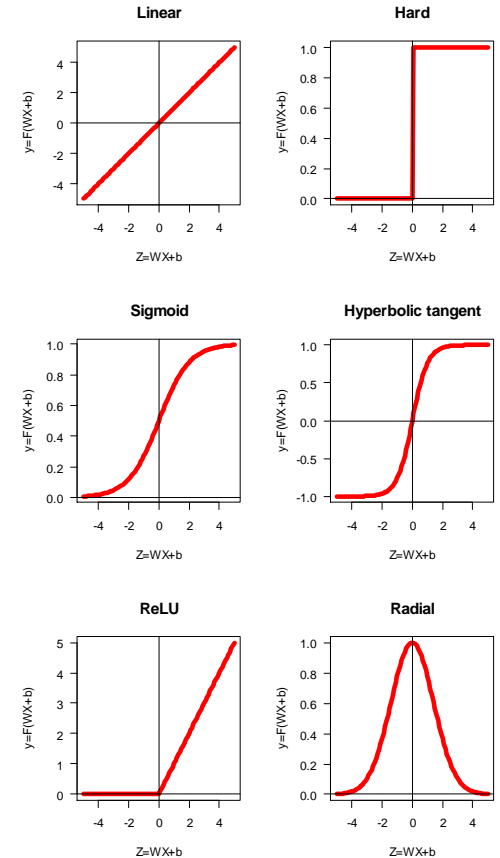 Linear
y=F(WX+b)
4
2
0
-2
-4
-4 -2 0 2 4
Z=WX+b
Hard
y=F(WX+b)
1.0
0.8
0.6
0.4
0.2
0.0
-4 -2 0 2 4
Z=WX+b
Sigmoid
y=F(WX+b)
1.0
0.8
0.6
0.4
0.2
0.0
-4 -2 0 2 4
Z=WX+b
Hyperbolic tangent
y=F(WX+b)
1.0
0.5
0.0
-0.5
-1.0
-4 -2 0 2 4
Z=WX+b
ReLU
y=F(WX+b)
5
4
3
2
1
0
-4 -2 0 2 4
Z=WX+b
Radial
y=F(WX+b)
1.0
0.8
0.6
0.4
0.2
0.0
-4 -2 0 2 4
Z=WX+b